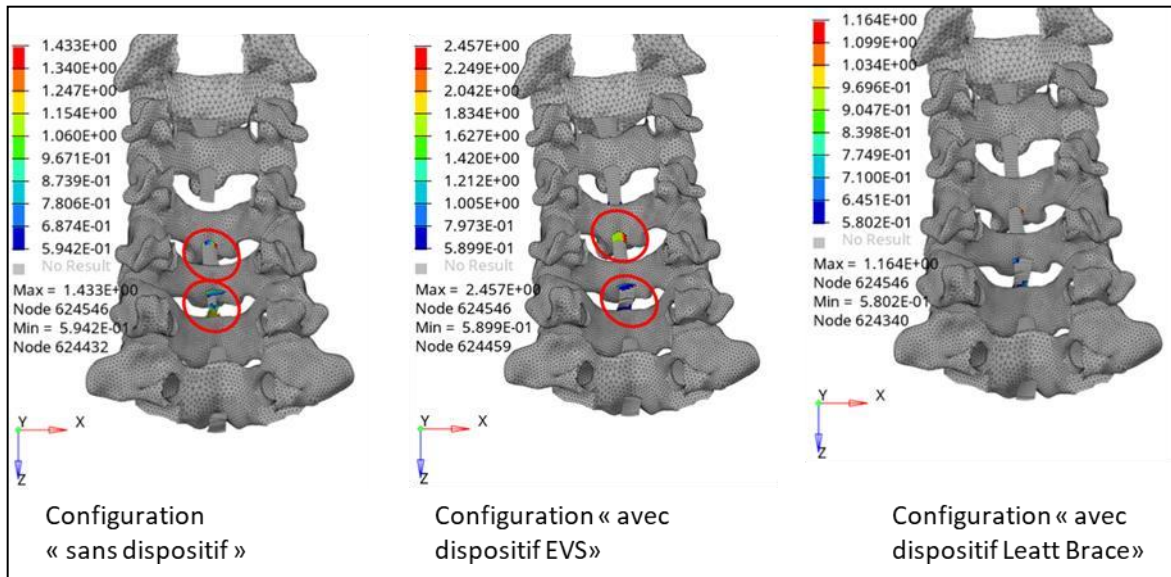 1.433E+00
1.340E+00
1.247E+00
1.154E+00
1.060E+00
9.671E-01
8.739E-01
7.806E-01
6.874E-01
5.942E-01
No Result
Max = 1.433E+00
Node 624546
Min = 5.942E-01
Node 624432
Y
X
Z
Configuration
« sans dispositif »
2.457E+00
2.249E+00
2.042E+00
1.834E+00
1.627E+00
1.420E+00
1.212E+00
1.005E+00
7.973E-01
5.899E-01
No Result
Max = 2.457E+00
Node 624546
Min = 5.899E-01
Node 624459
Y
X
Z
Configuration « avec
dispositif EVS»
1.164E+00
1.099E+00
1.034E+00
9.696E-01
9.047E-01
8.398E-01
7.749E-01
7.100E-01
6.451E-01
5.802E-01
No Result
Max = 1.164E+00
Node 624546
Min = 5.802E-01
Node 624340
Y
X
Z
Configuration « avec
dispositif Leatt Brace»